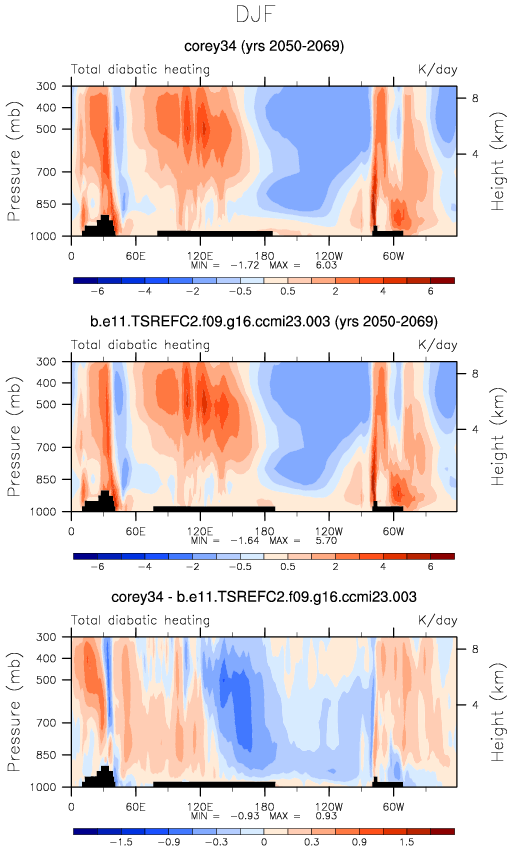 DJF
corey34 (yrs 2050-2069)
Total diabatic heating K/day
300
400
500
700
850
1000
Pressure (mb)
8
4
Height (km)
0 60E 120E 180 120W 60W
MIN = -1.72 MAX = 6.03
-6 -4 -2 -1 -0.5 0.5 1 2 4 6
b.e11.TSREFC2.f09.g16.ccmi23.003 (yrs 2050-2069)
Total diabatic heating K/day
300
400
500
700
850
1000
Pressure (mb)
8
4
Height (km)
0 60E 120E 180 120W 60W
MIN = -1.64 MAX = 5.70
-6 -4 -2 -1 -0.5 0.5 1 2 4 6
corey34 - b.e11.TSREFC2.f09.g16.ccmi23.003
Total diabatic heating K/day
300
400
500
700
850
1000
Pressure (mb)
8
4
Height (km)
0 60E 120E 180 120W 60W
MIN = -0.93 MAX = 0.93
-1.5 -0.9 -0.3 0 0.3 0.9 1.5